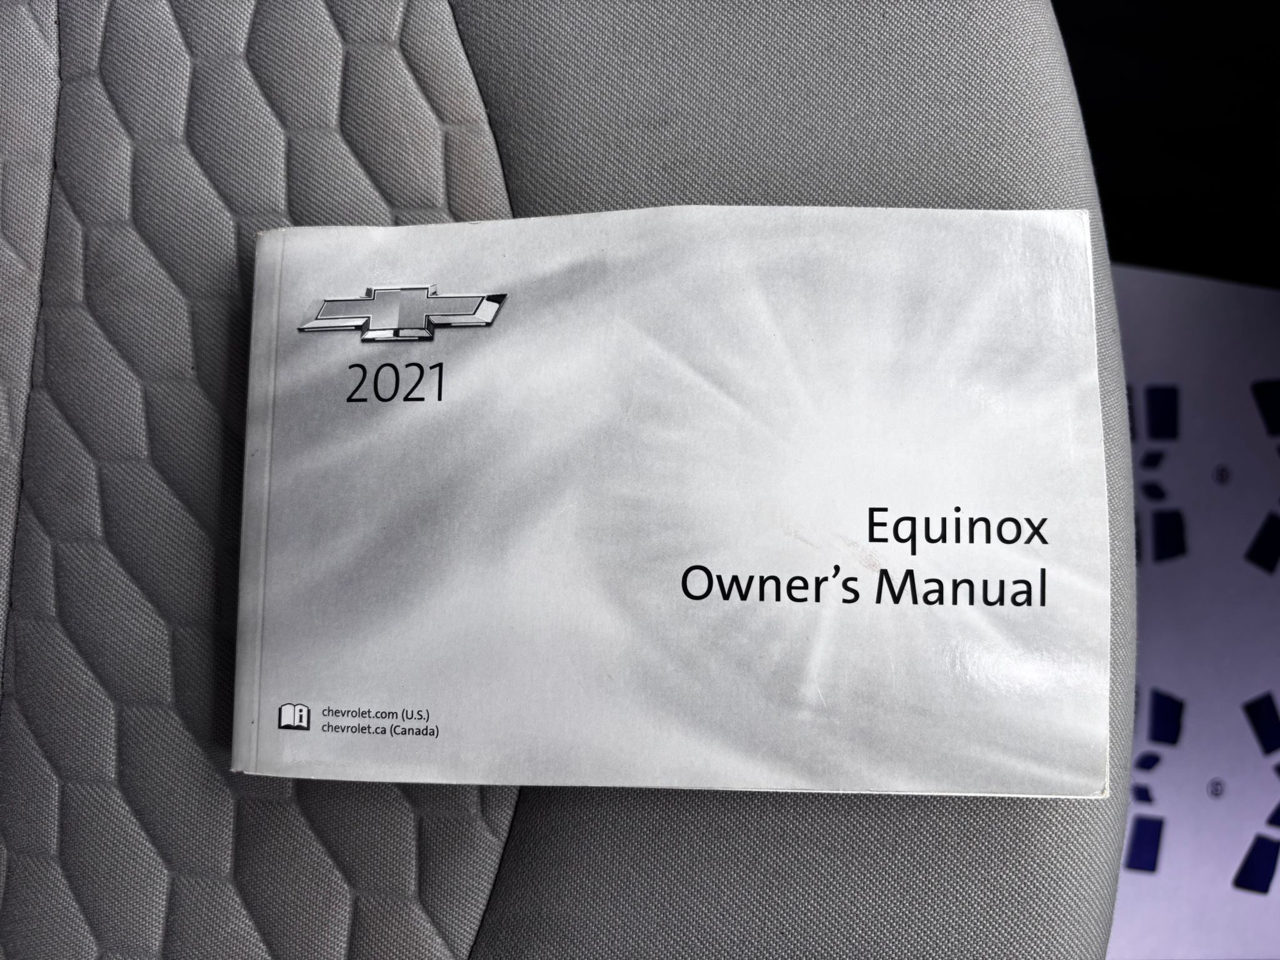 2021
Equinox
Owner’s Manual
chevrolet.com (U.S.)
chevrolet.ca (Canada)